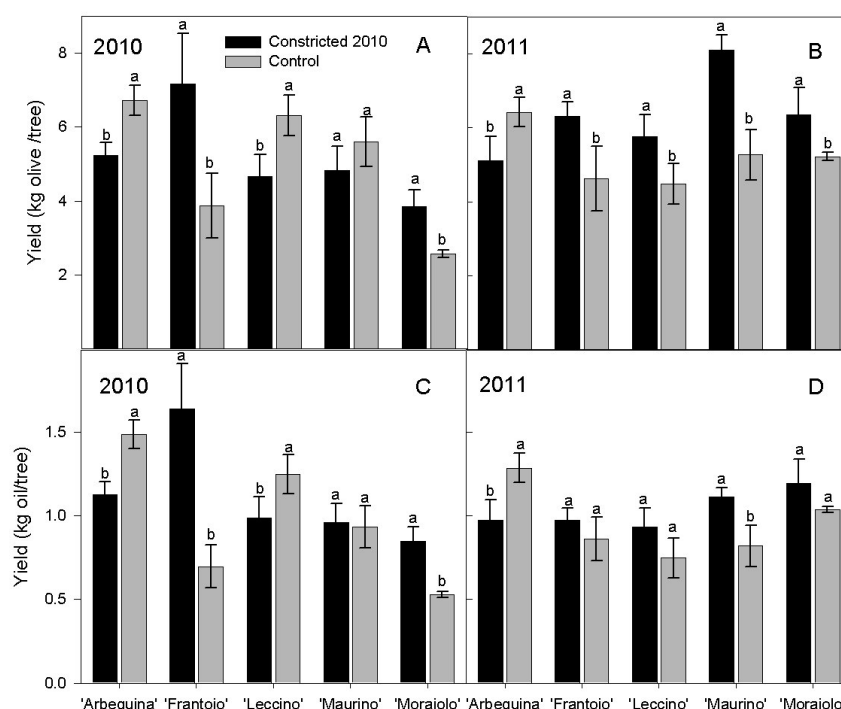 2010
Constricted 2010
Control
A
2011
B
Yield (kg olive /tree)
8
6
4
2
b a a b b a a a a b
b a a b a b a b a b
2010
C
2011
D
Yield (kg oil/tree)
1.5
1.0
0.5
0.0
b a a b b a a a a b
b a a a a a a b a a
'Arbequina' 'Frantoio' 'Leccino' 'Maurino' 'Moraiolo' 'Arbequina' 'Frantoio' 'Leccino' 'Maurino' 'Moraiolo'